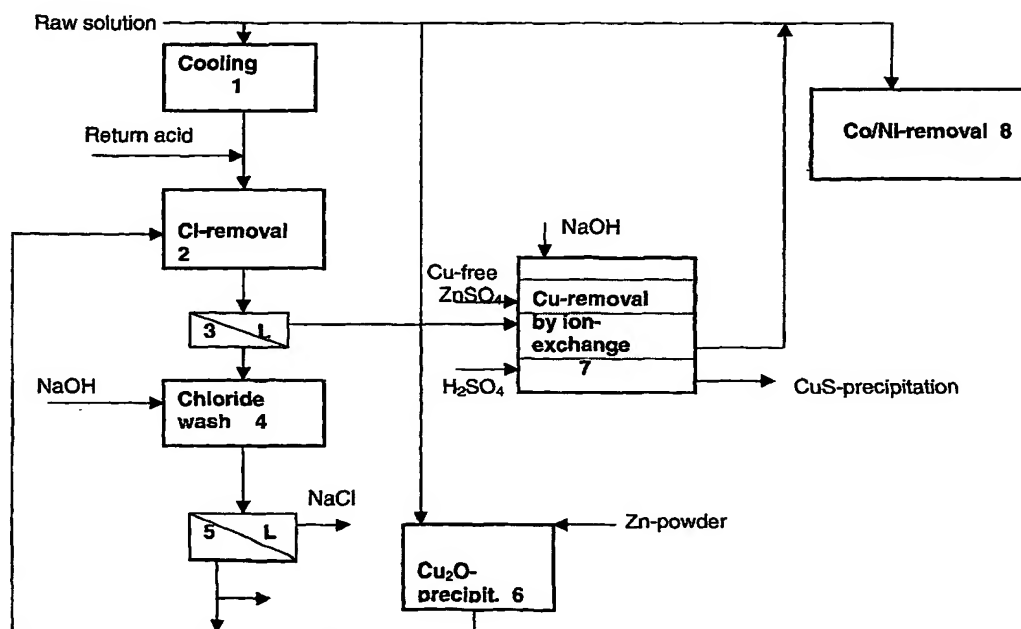 Raw solution
Cooling
1
Return acid
Co/Ni-removal 8
Cl-removal
2
NaOH
Cu-free
ZnSO4
Cu-removal
by ion-
exchange
7
3 L
NaOH
H₂SO₄
CuS-precipitation
Chloride
wash 4
NaCl
5 L
Zn-powder
Cu₂O-
precipit. 6